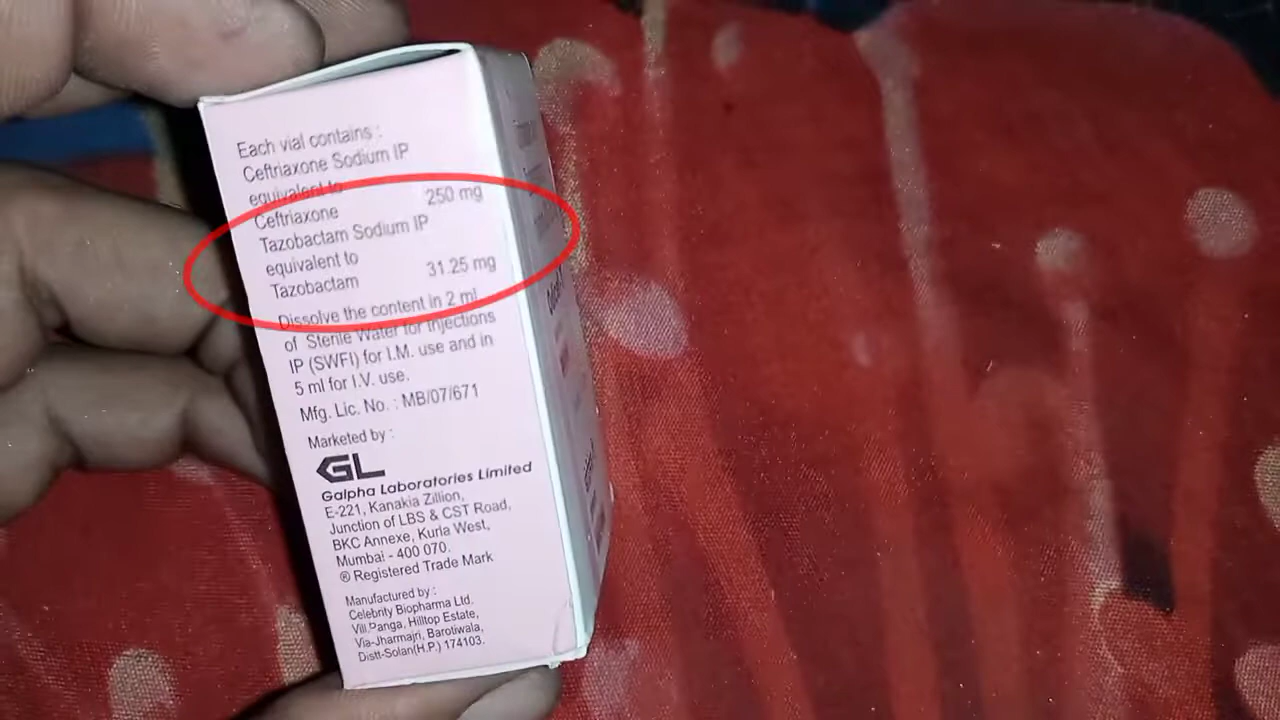 Each vial contains :
Ceftriaxone Sodium IP
equivalent to
Ceftriaxone 250 mg
Tazobactam Sodium IP
equivalent to
Tazobactam 31.25 mg
Dissolve the content in 2 ml
of Sterile Water for Injections
IP (SWFI) for I.M. use and in
5 ml for I.V. use.
Mfg. Lic. No. : MB/07/671
Marketed by :
GL
Galpha Laboratories Limited
E-221, Kanakia Zillion,
Junction of LBS & CST Road,
BKC Annexe, Kurla West,
Mumbai - 400 070.
® Registered Trade Mark
Manufactured by :
Celebrity Biopharma Ltd.
Vill.Panga, Hilltop Estate,
Via-Jharmajri, Barotiwala,
Distt-Solan(H.P.) 174103.